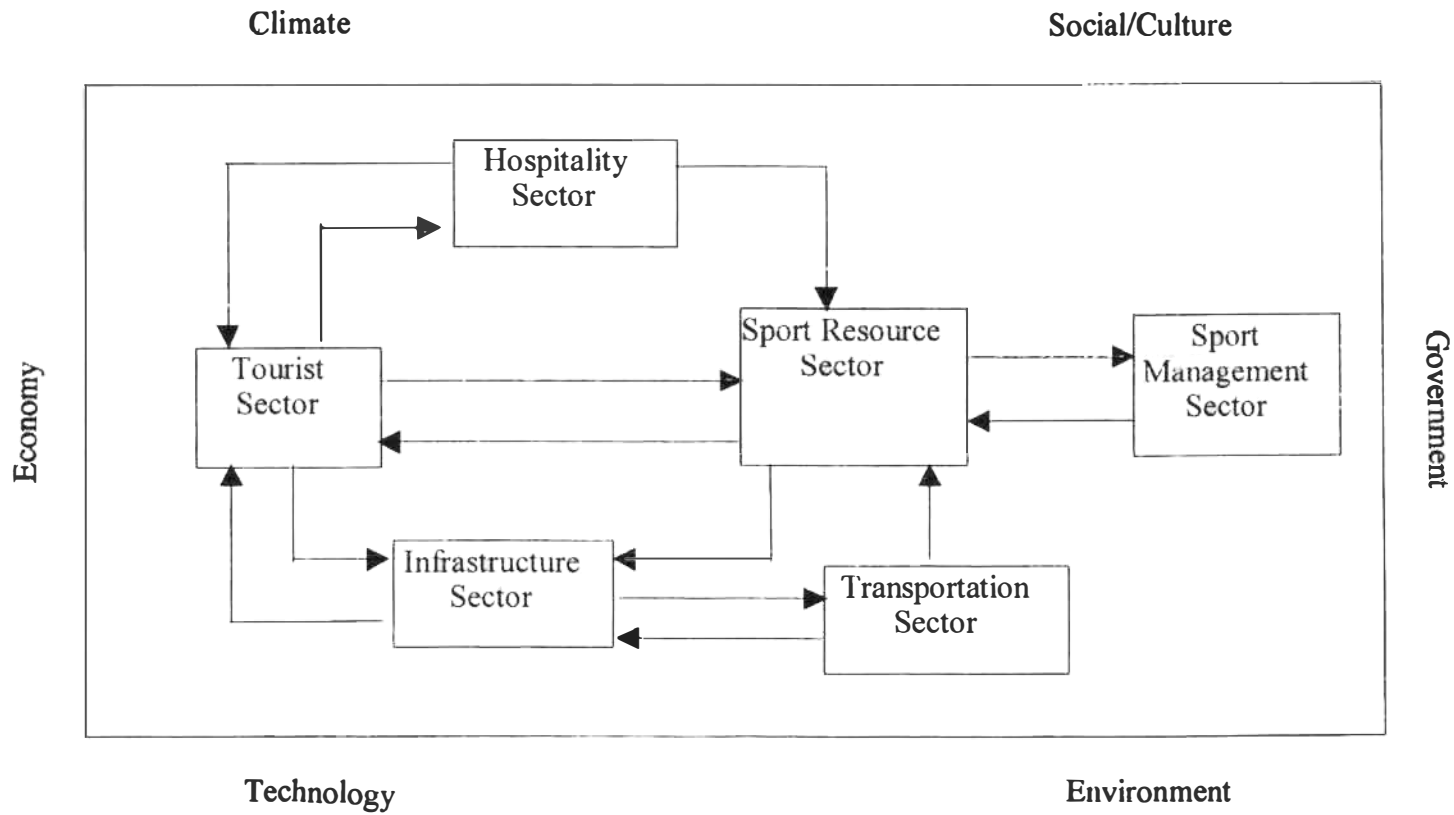 Climate
Social/Culture
Hospitality
Sector
Sport Resource
Sector
Sport
Management
Sector
Tourist
Sector
Economy
Government
Infrastructure
Sector
Transportation
Sector
Technology
Environment